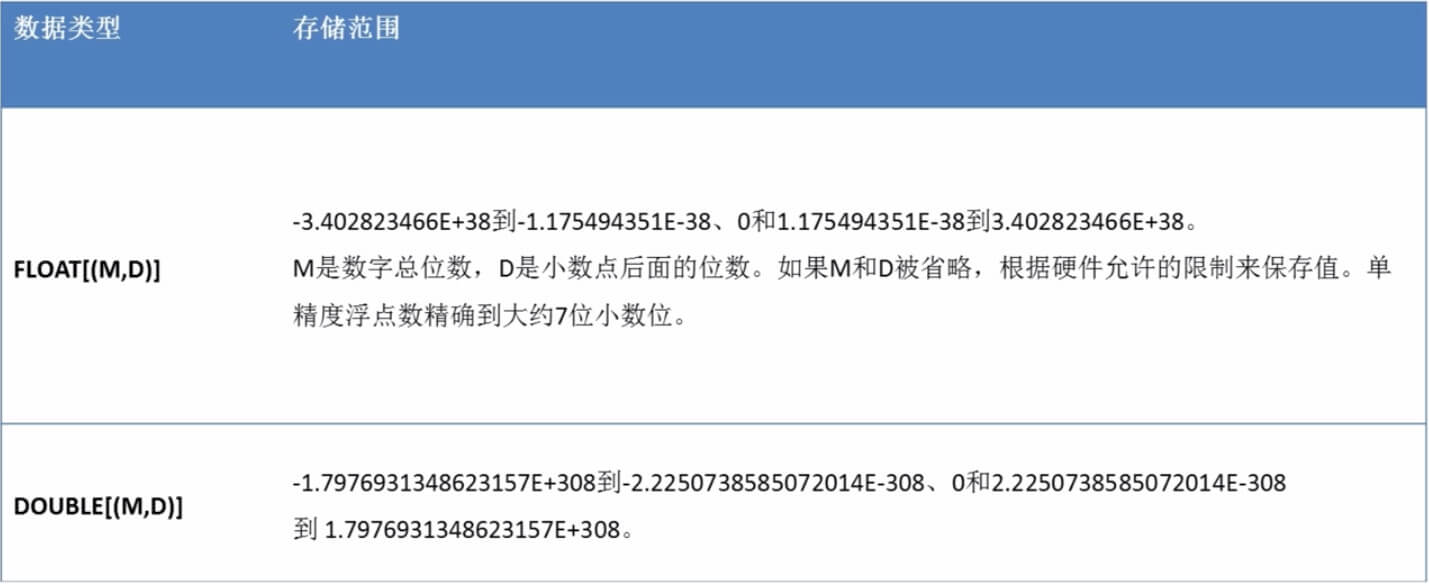 数据类型 存储范围
-3.402823466E+38到-1.175494351E-38、0和1.175494351E-38到3.402823466E+38。
FLOAT[(M,D)] M是数字总位数，D是小数点后面的位数。如果M和D被省略，根据硬件允许的限制来保存值。单
精度浮点数精确到大约7位小数位。
-1.7976931348623157E+308到-2.2250738585072014E-308、0和2.2250738585072014E-308
DOUBLE[(M,D)]
到 1.7976931348623157E+308。